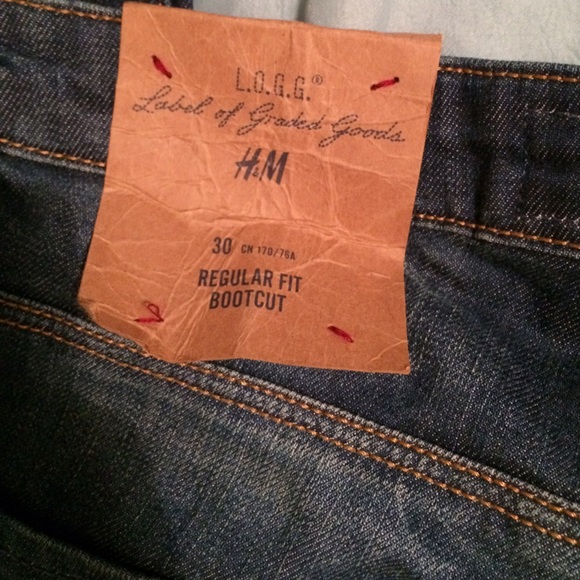 L.O.G.G.®
Label of Graded Goods
H&M
30 CN 170/76A
REGULAR FIT
BOOTCUT